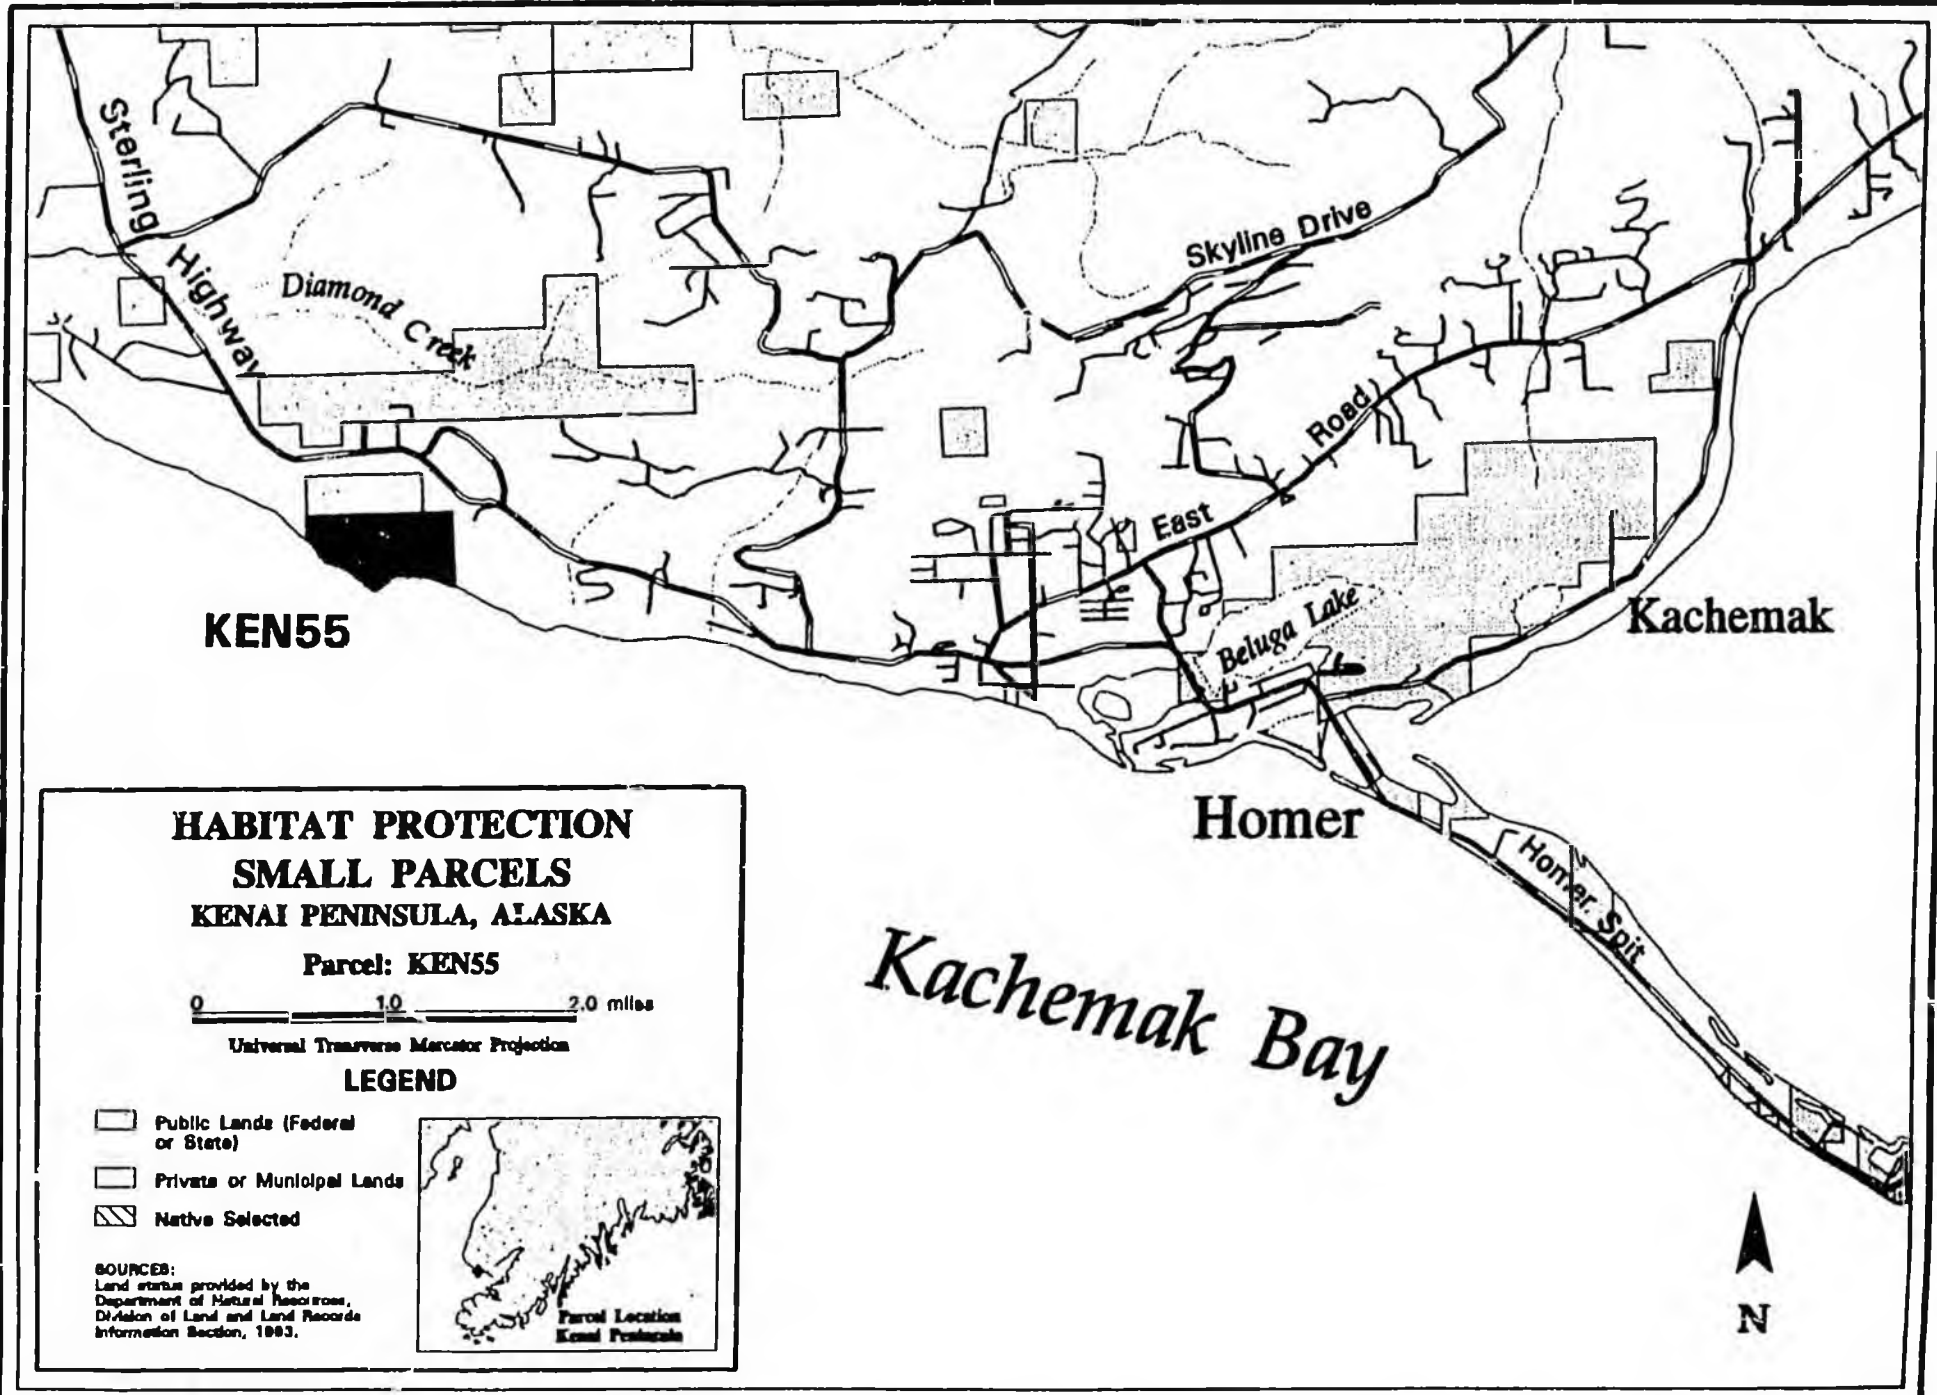 Sterling
Highway
Diamond Creek
Skyline Drive
East
Road
KEN55
Beluga Lake
Kachemak
Homer
Homer Spit
Kachemak Bay
HABITAT PROTECTION
SMALL PARCELS
KENAI PENINSULA, ALASKA
Parcel: KEN55
0 1.0 2.0 miles
Universal Transverse Mercator Projection
LEGEND
Public Lands (Federal
or State)
Private or Municipal Lands
Native Selected
SOURCES:
Land status provided by the
Department of Natural Resources,
Division of Land and Land Records
Information Section, 1993.
Parcel Location
Kenai Peninsula
N